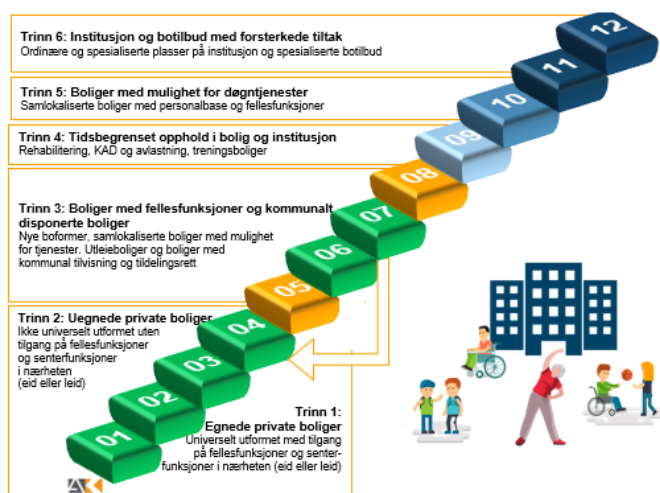 Trinn 6: Institusjon og botilbud med forsterkede tiltak
Ordinære og spesialiserte plasser på institusjon og spesialiserte botilbud
Trinn 5: Boliger med mulighet for døgntjenester
Samlokaliserte boliger med personalbase og fellesfunksjoner
Trinn 4: Tidsbegrenset opphold i bolig og institusjon
Rehabilitering, KAD og avlastning, treningsboliger
Trinn 3: Boliger med fellesfunksjoner og kommunalt
disponerte boliger
Nye boformer, samlokaliserte boliger med mulighet
for tjenester. Utleieboliger og boliger med
kommunal tilvisning og tildelingsrett
Trinn 2: Uegnede private boliger
Ikke universelt utformet uten
tilgang på fellesfunksjoner
og senterfunksjoner
i nærheten
(eid eller leid)
Trinn 1:
Egnede private boliger
Universelt utformet med tilgang
på fellesfunksjoner og senter-
funksjoner i nærheten (eid eller leid)
01
02
03
04
05
06
07
08
09
10
11
12